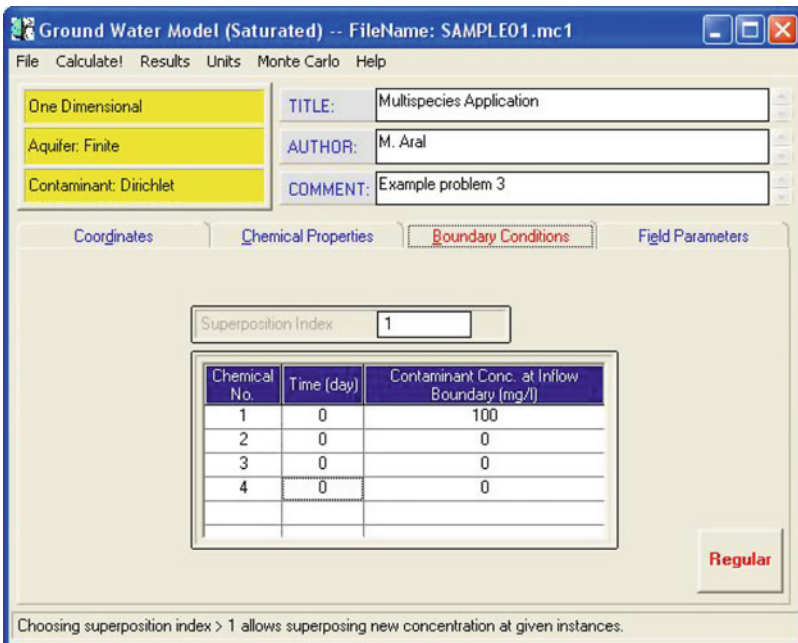 Ground Water Model (Saturated) -- FileName: SAMPLE01.mc1
File Calculate! Results Units Monte Carlo Help
One Dimensional
TITLE: Multispecies Application
Aquifer: Finite
AUTHOR: M. Aral
Contaminant: Dirichlet
COMMENT: Example problem 3
Coordinates Chemical Properties Boundary Conditions Field Parameters
Superposition Index 1
Chemical No. Time (day) Contaminant Conc. at Inflow Boundary (mg/l)
1 0 100
2 0 0
3 0 0
4 0 0
Regular
Choosing superposition index > 1 allows superposing new concentration at given instances.